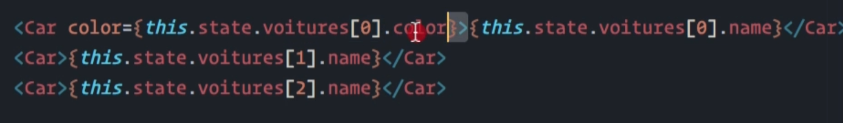 <Car color={this.state.voitures[0].color}>{this.state.voitures[0].name}</Car>
<Car>{this.state.voitures[1].name}</Car>
<Car>{this.state.voitures[2].name}</Car>